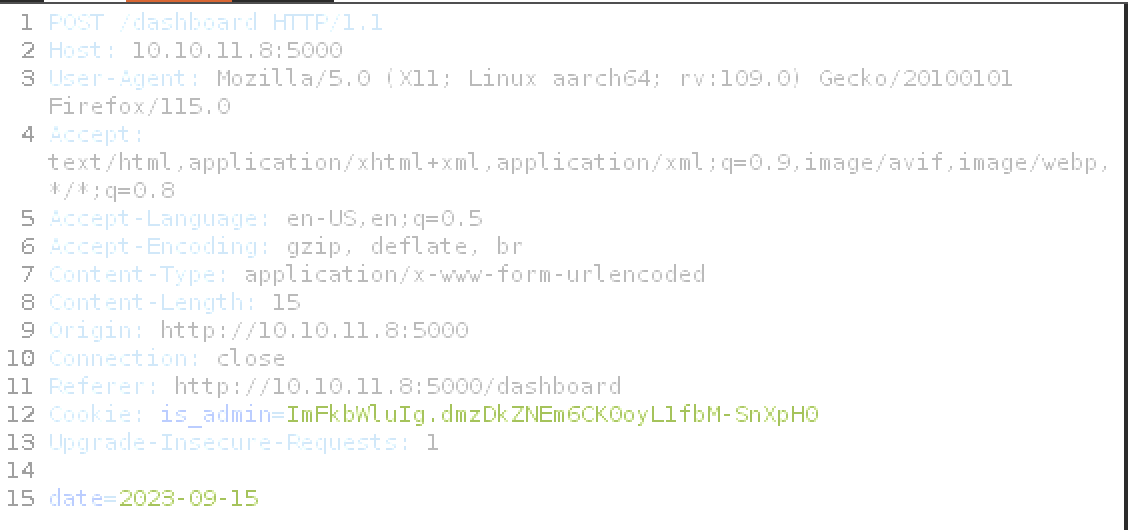 1 POST /dashboard HTTP/1.1
2 Host: 10.10.11.8:5000
3 User-Agent: Mozilla/5.0 (X11; Linux aarch64; rv:109.0) Gecko/20100101
Firefox/115.0
4 Accept:
text/html,application/xhtml+xml,application/xml;q=0.9,image/avif,image/webp,
*/*;q=0.8
5 Accept-Language: en-US,en;q=0.5
6 Accept-Encoding: gzip, deflate, br
7 Content-Type: application/x-www-form-urlencoded
8 Content-Length: 15
9 Origin: http://10.10.11.8:5000
10 Connection: close
11 Referer: http://10.10.11.8:5000/dashboard
12 Cookie: is_admin=ImFkbWluIg.dmzDkZNEm6CK0oyL1fbM-SnXpH0
13 Upgrade-Insecure-Requests: 1
14
15 date=2023-09-15